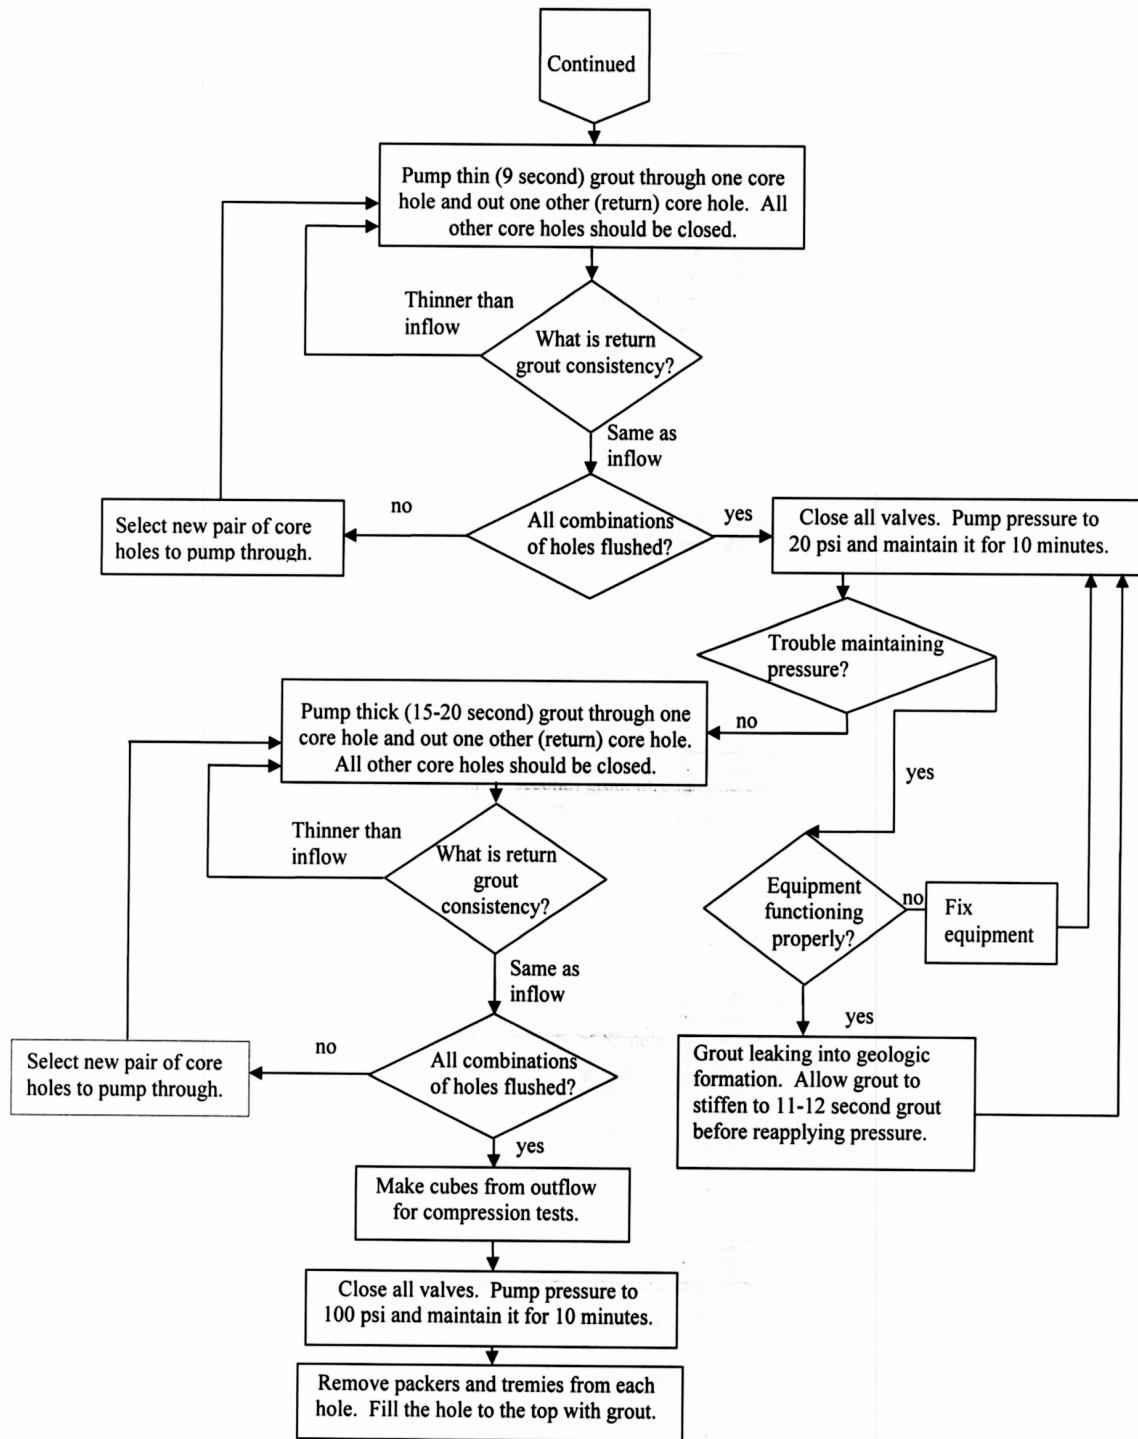 Continued
Pump thin (9 second) grout through one core
hole and out one other (return) core hole. All
other core holes should be closed.
Thinner than
inflow
What is return
grout consistency?
Same as
inflow
All combinations
of holes flushed?
no
yes
Select new pair of core
holes to pump through.
Close all valves. Pump pressure to
20 psi and maintain it for 10 minutes.
Trouble maintaining
pressure?
no
yes
Pump thick (15-20 second) grout through one
core hole and out one other (return) core hole.
All other core holes should be closed.
Thinner than
inflow
What is return
grout
consistency?
Equipment
functioning
properly?
no
Fix
equipment
Same as
inflow
yes
Grout leaking into geologic
formation. Allow grout to
stiffen to 11-12 second grout
before reapplying pressure.
All combinations
of holes flushed?
no
Select new pair of core
holes to pump through.
yes
Make cubes from outflow
for compression tests.
Close all valves. Pump pressure to
100 psi and maintain it for 10 minutes.
Remove packers and tremies from each
hole. Fill the hole to the top with grout.